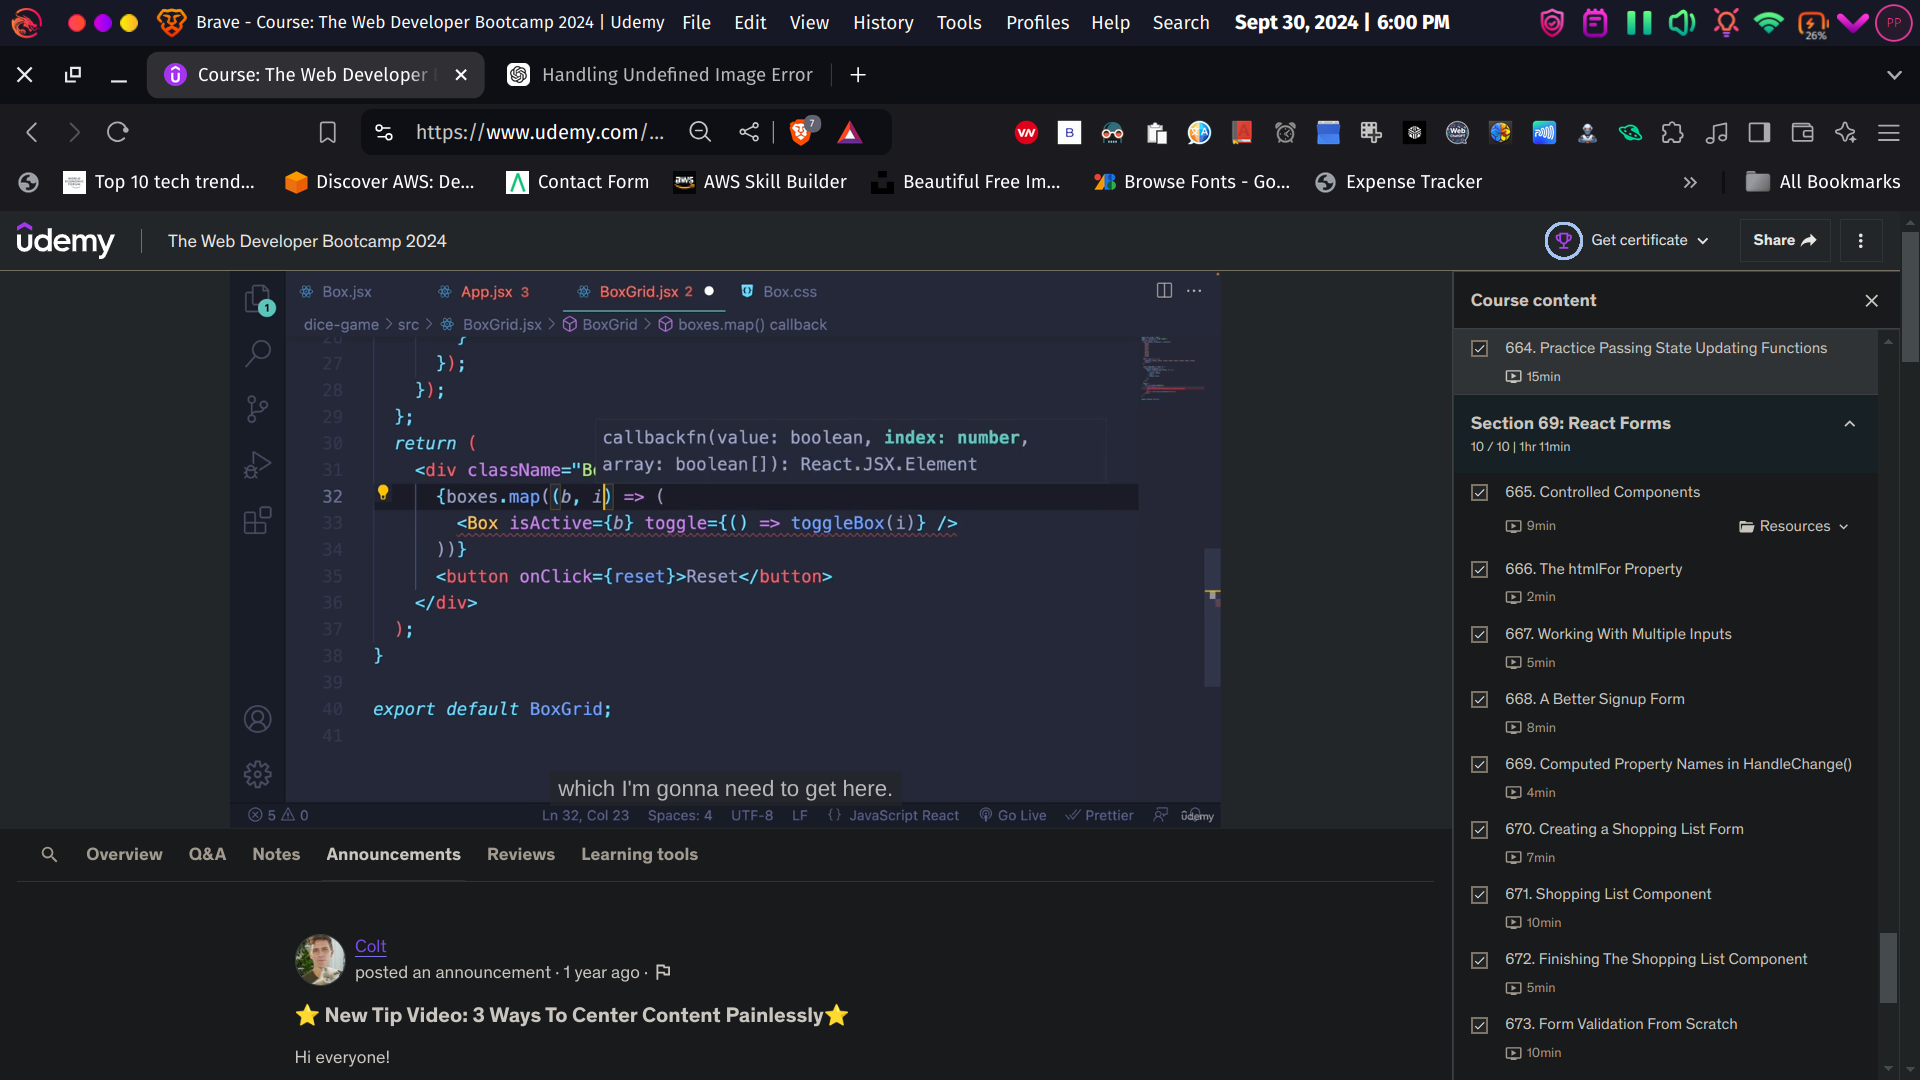 Brave - Course: The Web Developer Bootcamp 2024 | Udemy File Edit View History Tools Profiles Help Search Sept 30, 2024 | 6:00 PM 26% PP
Course: The Web Developer Handling Undefined Image Error
https://www.udemy.com/... 7 VN B
Top 10 tech trend... Discover AWS: De... Contact Form aws AWS Skill Builder Beautiful Free Im... Browse Fonts - Go... Expense Tracker All Bookmarks
udemy The Web Developer Bootcamp 2024 Get certificate Share
1
Box.jsx App.jsx 3 BoxGrid.jsx 2 Box.css
dice-game > src > BoxGrid.jsx > BoxGrid > boxes.map() callback
26 }
27 });
28 });
29 };
30 return (
callbackfn(value: boolean, index: number,
array: boolean[]): React.JSX.Element
31 <div className="Bo
32 {boxes.map((b, i) => (
33 <Box isActive={b} toggle={() => toggleBox(i)} />
34 ))}
35 <button onClick={reset}>Reset</button>
36 </div>
37 );
38 }
39
40 export default BoxGrid;
41
which I'm gonna need to get here.
5 0 Ln 32, Col 23 Spaces: 4 UTF-8 LF {} JavaScript React Go Live Prettier udemy
Overview Q&A Notes Announcements Reviews Learning tools
Colt
posted an announcement · 1 year ago ·
New Tip Video: 3 Ways To Center Content Painlessly
Hi everyone!
Course content
664. Practice Passing State Updating Functions
15min
Section 69: React Forms
10 / 10 | 1hr 11min
665. Controlled Components
9min Resources
666. The htmlFor Property
2min
667. Working With Multiple Inputs
5min
668. A Better Signup Form
8min
669. Computed Property Names in HandleChange()
4min
670. Creating a Shopping List Form
7min
671. Shopping List Component
10min
672. Finishing The Shopping List Component
5min
673. Form Validation From Scratch
10min